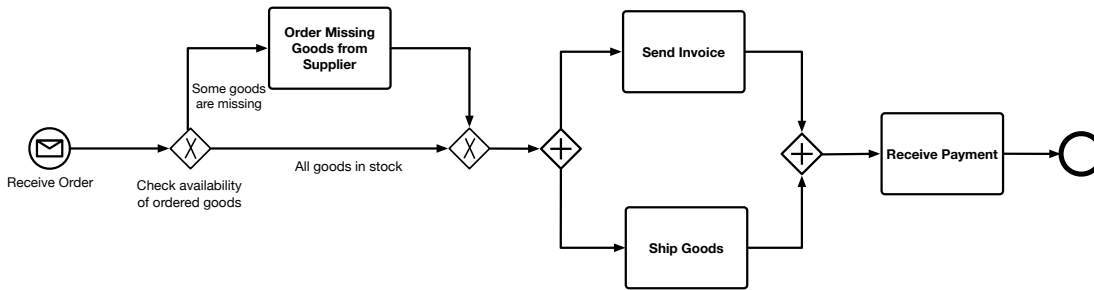 Order Missing
Goods from
Supplier
Send Invoice
Some goods
are missing
Receive Order
Check availability
of ordered goods
All goods in stock
Receive Payment
Ship Goods